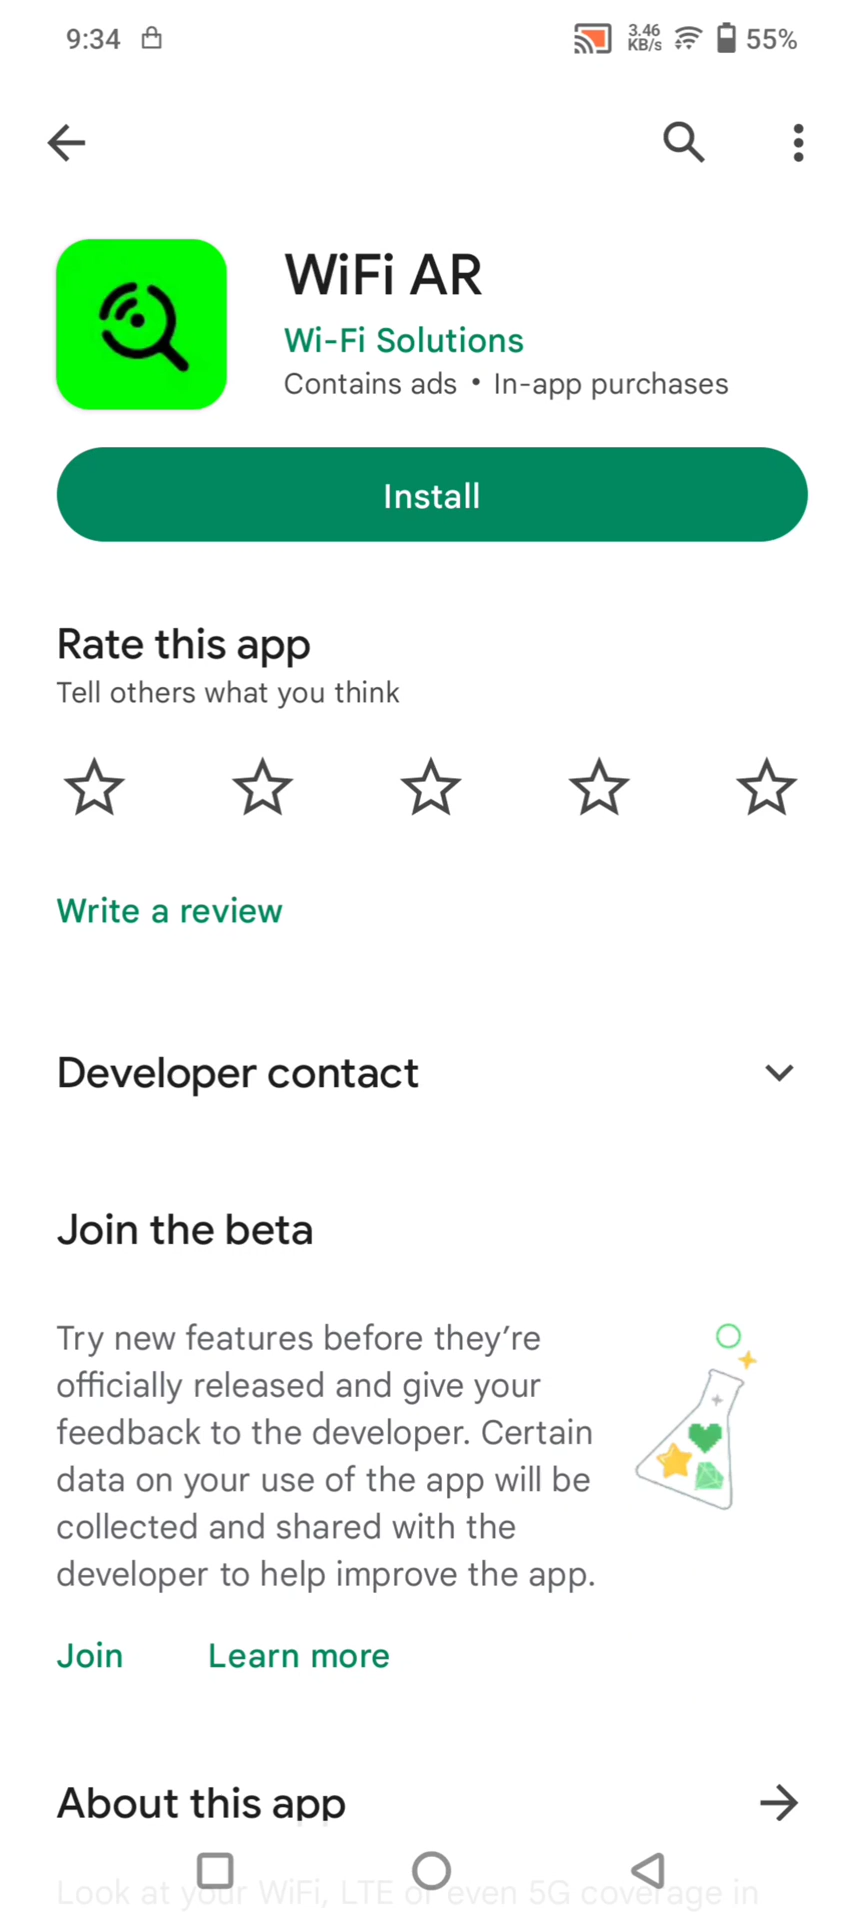 9:34
3.46
KB/s
55%
WiFi AR
Wi-Fi Solutions
Contains ads • In-app purchases
Install
Rate this app
Tell others what you think
Write a review
Developer contact
Join the beta
Try new features before they’re
officially released and give your
feedback to the developer. Certain
data on your use of the app will be
collected and shared with the
developer to help improve the app.
Join Learn more
About this app
Look at your WiFi, LTE or even 5G coverage in